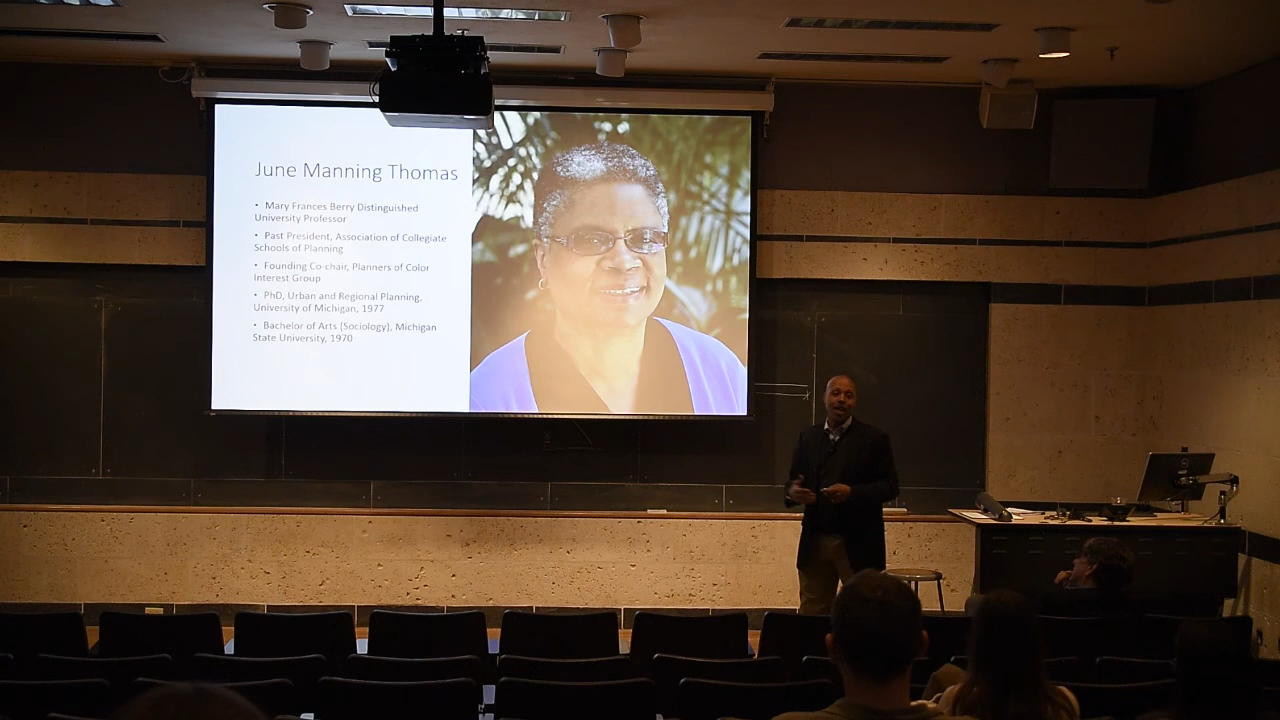 June Manning Thomas
• Mary Frances Berry Distinguished
University Professor
• Past President, Association of Collegiate
Schools of Planning
• Founding Co-chair, Planners of Color
Interest Group
• PhD, Urban and Regional Planning,
University of Michigan, 1977
• Bachelor of Arts (Sociology), Michigan
State University, 1970